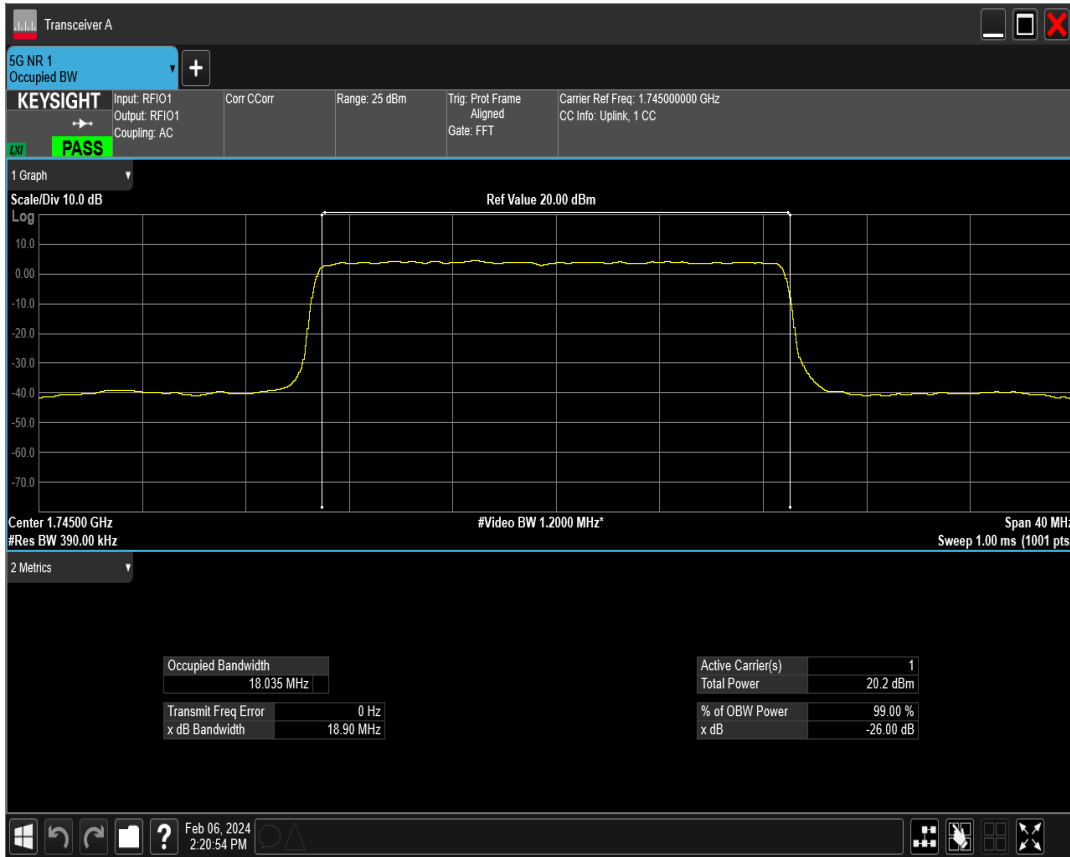 Transceiver A
5G NR 1
Occupied BW
KEYSIGHT
LXI
PASS
Input: RFIO1
Output: RFIO1
Coupling: AC
Corr CCorr
Range: 25 dBm
Trig: Prot Frame
Aligned
Gate: FFT
Carrier Ref Freq: 1.745000000 GHz
CC Info: Uplink, 1 CC
1 Graph
Scale/Div 10.0 dB
Ref Value 20.00 dBm
Log
10.0
0.00
-10.0
-20.0
-30.0
-40.0
-50.0
-60.0
-70.0
Center 1.74500 GHz
#Video BW 1.2000 MHz*
Span 40 MHz
#Res BW 390.00 kHz
Sweep 1.00 ms (1001 pts
2 Metrics
Occupied Bandwidth
18.035 MHz
Transmit Freq Error 0 Hz
x dB Bandwidth 18.90 MHz
Active Carrier(s) 1
Total Power 20.2 dBm
% of OBW Power 99.00 %
x dB -26.00 dB
?
Feb 06, 2024
2:20:54 PM